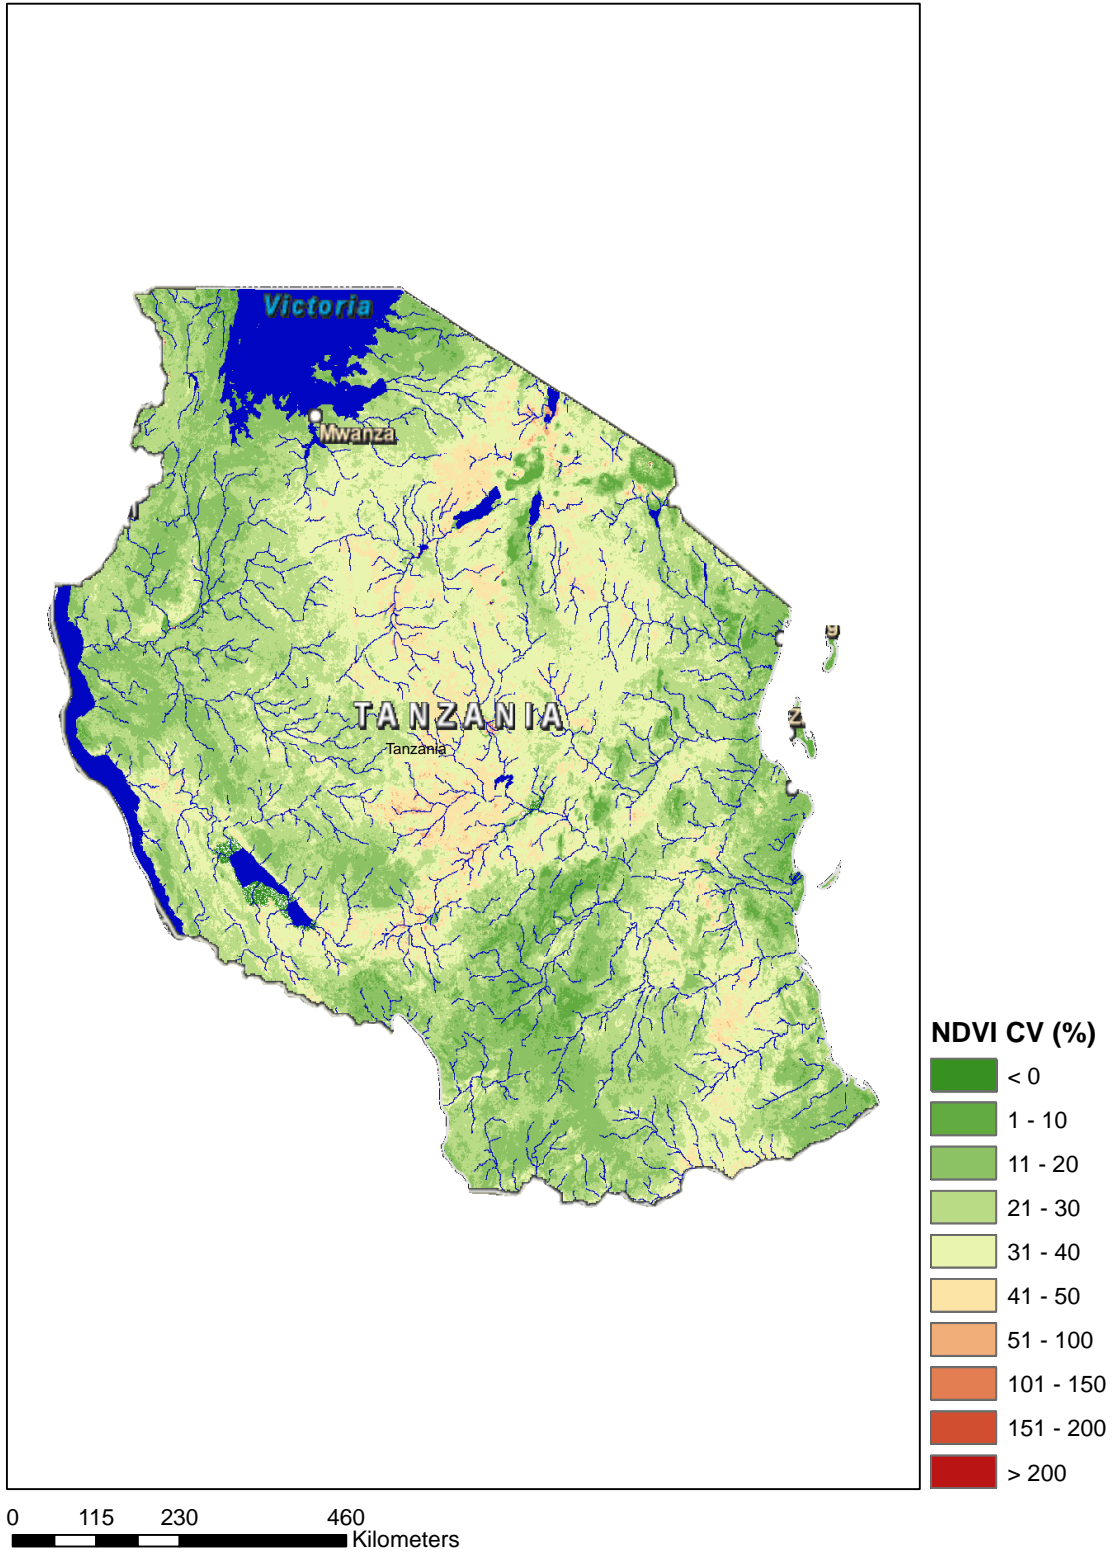 Victoria
Mwanza
TANZANIA
Tanzania
NDVI CV (%)
< 0
1 - 10
11 - 20
21 - 30
31 - 40
41 - 50
51 - 100
101 - 150
151 - 200
> 200
0 115 230 460
Kilometers